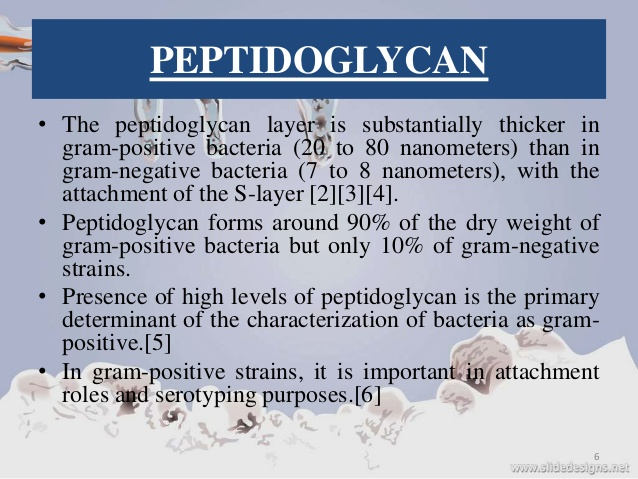 PEPTIDOGLYCAN
• The peptidoglycan layer is substantially thicker in
gram-positive bacteria (20 to 80 nanometers) than in
gram-negative bacteria (7 to 8 nanometers), with the
attachment of the S-layer [2][3][4].
• Peptidoglycan forms around 90% of the dry weight of
gram-positive bacteria but only 10% of gram-negative
strains.
• Presence of high levels of peptidoglycan is the primary
determinant of the characterization of bacteria as gram-
positive.[5]
• In gram-positive strains, it is important in attachment
roles and serotyping purposes.[6]
6
www.slidedesigns.net